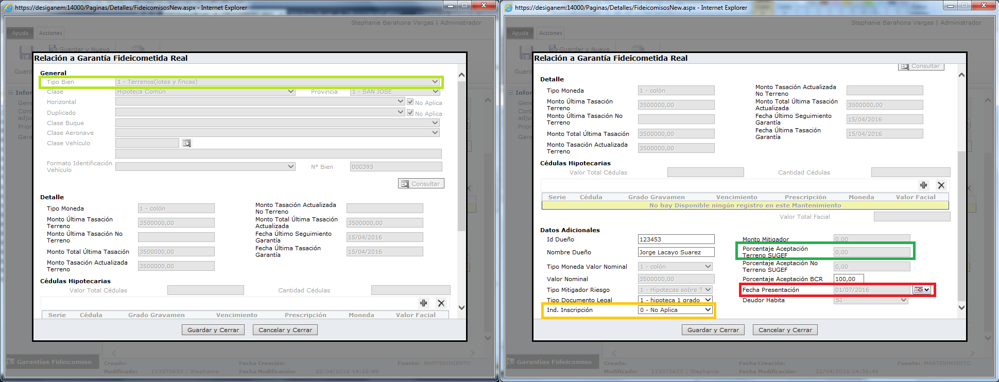 https://desiganem:14000/Paginas/Detalles/FideicomisosNew.aspx - Internet Explorer
Stephanie Barahona Vargas | Administrador
Ayuda Acciones
Guardar y Nuevo
Guard
Relación a Garantía Fideicometida Real
General
Tipo Bien 1 - Terrenos(lotes y fincas)
Clase Hipoteca Común Provincia 1 - SAN JOSE
Horizontal No Aplica
Duplicado No Aplica
Clase Buque
Clase Aeronave
Clase Vehículo
Formato Identificación
Vehículo N° Bien 000393
Consultar
Detalle
Tipo Moneda 1 - colón
Monto Tasación Actualizada
No Terreno
Monto Última Tasación
Terreno 3500000,00
Monto Total Última Tasación
Actualizada 3500000,00
Monto Última Tasación No
Terreno
Fecha Último Seguimiento
Garantía 15/04/2016
Monto Total Última Tasación 3500000,00
Fecha Última Tasación
Garantía 15/04/2016
Monto Tasación Actualizada
Terreno 3500000,00
Cédulas Hipotecarias
Valor Total Cédulas Cantidad Cédulas
Serie Cédula Grado Gravamen Vencimiento Prescripción Moneda Valor Facial
Guardar y Cerrar Cancelar y Cerrar
Infor
Gene
Cont
adju
Prior
Gara
Garantías Fideicomiso
Creado: Fecha Creación: Fuente: MANTENIMIENTO
Modificado: 113370655 | Stephanie Fecha Modificación: 22/04/2016 14:36:49
https://desiganem:14000/Paginas/Detalles/FideicomisosNew.aspx - Internet Explorer
Stephanie Barahona Vargas | Administrador
Ayuda Acciones
Guardar y Nuevo
Guard
Relación a Garantía Fideicometida Real
Consultar
Detalle
Tipo Moneda 1 - colón
Monto Tasación Actualizada
No Terreno
Monto Última Tasación
Terreno 3500000,00
Monto Total Última Tasación
Actualizada 3500000,00
Monto Última Tasación No
Terreno
Fecha Último Seguimiento
Garantía 15/04/2016
Monto Total Última Tasación 3500000,00
Fecha Última Tasación
Garantía 15/04/2016
Monto Tasación Actualizada
Terreno 3500000,00
Cédulas Hipotecarias
Valor Total Cédulas Cantidad Cédulas
Serie Cédula Grado Gravamen Vencimiento Prescripción Moneda Valor Facial
No hay Disponible ningún registro en este Mantenimiento
Valor Total Facial
Datos Adicionales
Id Dueño 123453 Monto Mitigador 0,00
Nombre Dueño Jorge Lacayo Suarez
Porcentaje Aceptación
Terreno SUGEF 0,00
Tipo Moneda Valor Nominal 1 - colón
Porcentaje Aceptación No
Terreno SUGEF 0,00
Valor Nominal 3500000,00 Porcentaje Aceptación BCR 100,00
Tipo Mitigador Riesgo 1 - Hipotecas sobre T Fecha Presentación 01/07/2016
Tipo Documento Legal 1 - hipoteca 1 grado Deudor Habita SI
Ind. Inscripción 0 - No Aplica
Guardar y Cerrar Cancelar y Cerrar
Infor
Gene
Cont
adju
Prior
Gara
Garantías Fideicomiso
Creado: Fecha Creación: Fuente: MANTENIMIENTO
Modificado: 113370655 | Stephanie Fecha Modificación: 22/04/2016 14:36:49